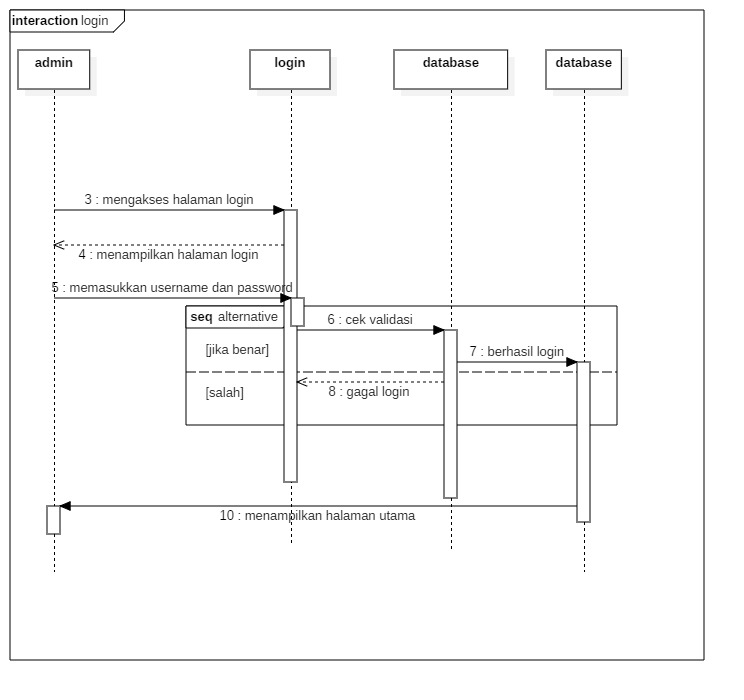 interaction login
admin
login
database
database
3 : mengakses halaman login
4 : menampilkan halaman login
5 : memasukkan username dan password
seq alternative
6 : cek validasi
[jika benar]
7 : berhasil login
[salah]
8 : gagal login
10 : menampilkan halaman utama